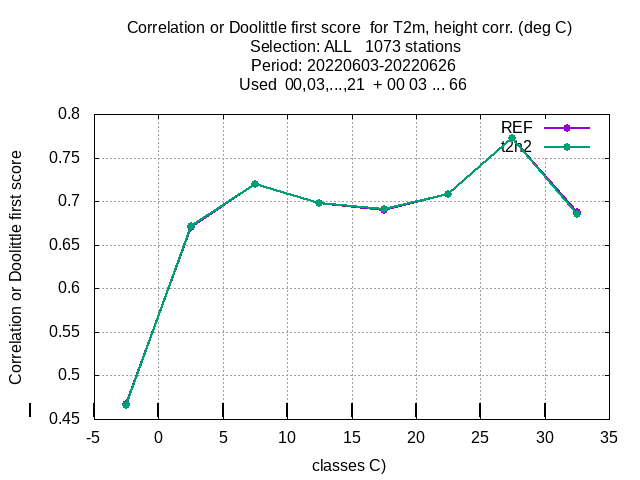 Correlation or Doolittle first score  for T2m, height corr. (deg C)
Selection: ALL   1073 stations
Period: 20220603-20220626
Used  00,03,...,21  + 00 03 ... 66
REF
t2h2
0.8
0.75
0.7
0.65
0.6
0.55
0.5
0.45
Correlation or Doolittle first score
-5 0 5 10 15 20 25 30 35
classes C)